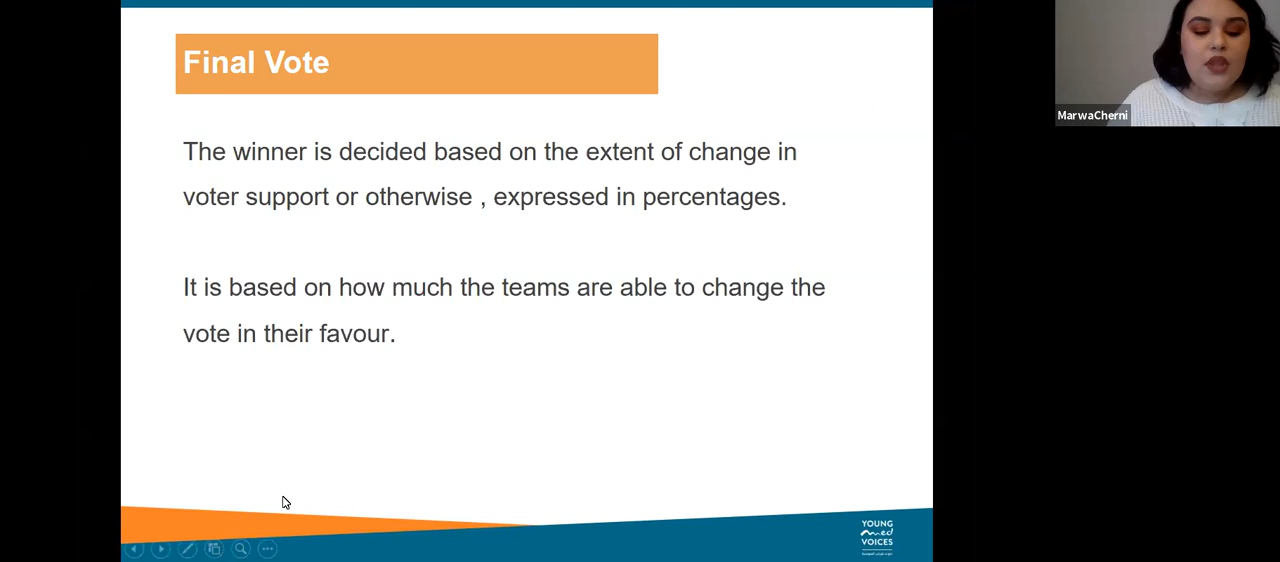 Final Vote
MarwaCherni
The winner is decided based on the extent of change in
voter support or otherwise , expressed in percentages.
It is based on how much the teams are able to change the
vote in their favour.
YOUNG
med
VOICES